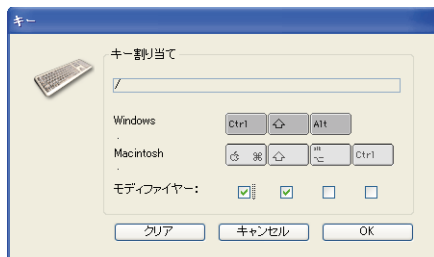 キー
キー割り当て
/
Windows Ctrl Alt
Macintosh ⌘ ⌥ Ctrl
モディファイヤー:
クリア キャンセル OK